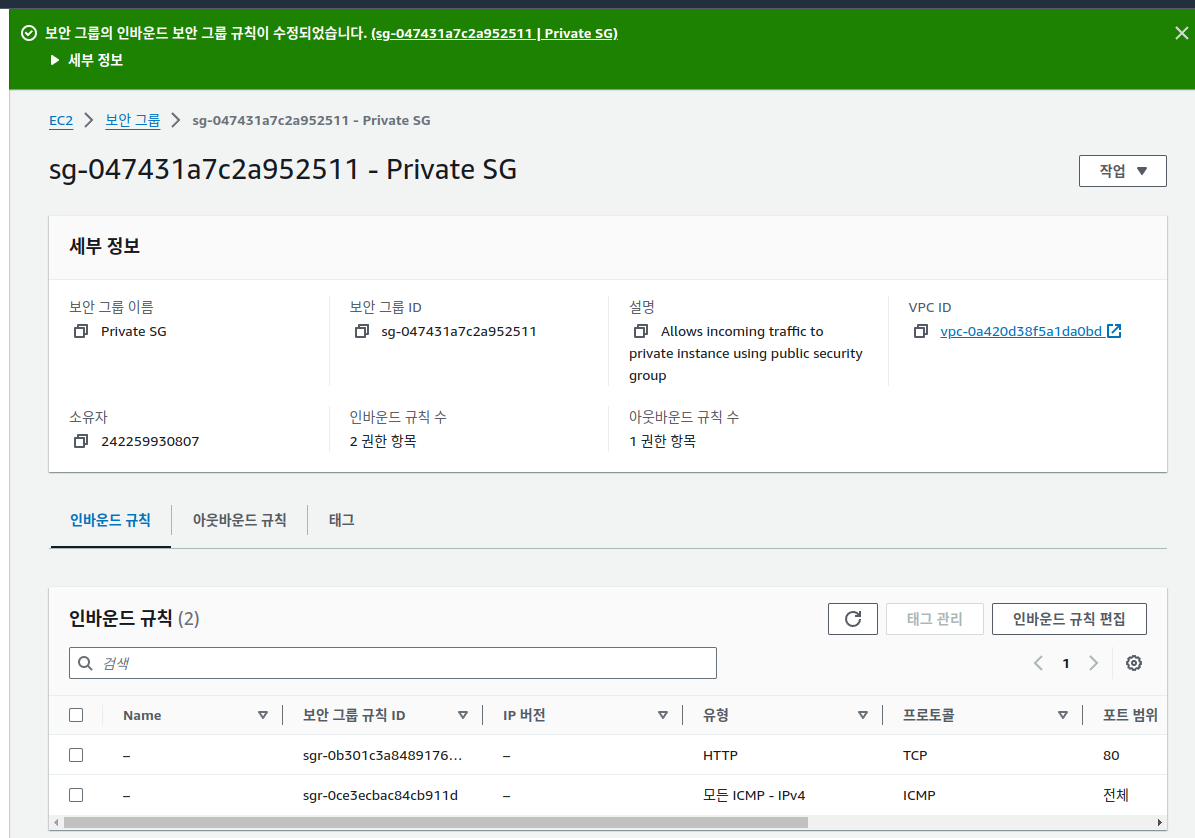 보안 그룹의 인바운드 보안 그룹 규칙이 수정되었습니다. (sg-047431a7c2a952511 | Private SG)
세부 정보
EC2 > 보안 그룹 > sg-047431a7c2a952511 - Private SG
sg-047431a7c2a952511 - Private SG
작업
세부 정보
보안 그룹 이름
Private SG
보안 그룹 ID
sg-047431a7c2a952511
설명
Allows incoming traffic to
private instance using public security
group
VPC ID
vpc-0a420d38f5a1da0bd
소유자
242259930807
인바운드 규칙 수
2 권한 항목
아웃바운드 규칙 수
1 권한 항목
인바운드 규칙 아웃바운드 규칙 태그
인바운드 규칙 (2)
태그 관리 인바운드 규칙 편집
검색
1
Name 보안 그룹 규칙 ID IP 버전 유형 프로토콜 포트 범위
– sgr-0b301c3a8489176... – HTTP TCP 80
– sgr-0ce3ecbac84cb911d – 모든 ICMP - IPv4 ICMP 전체